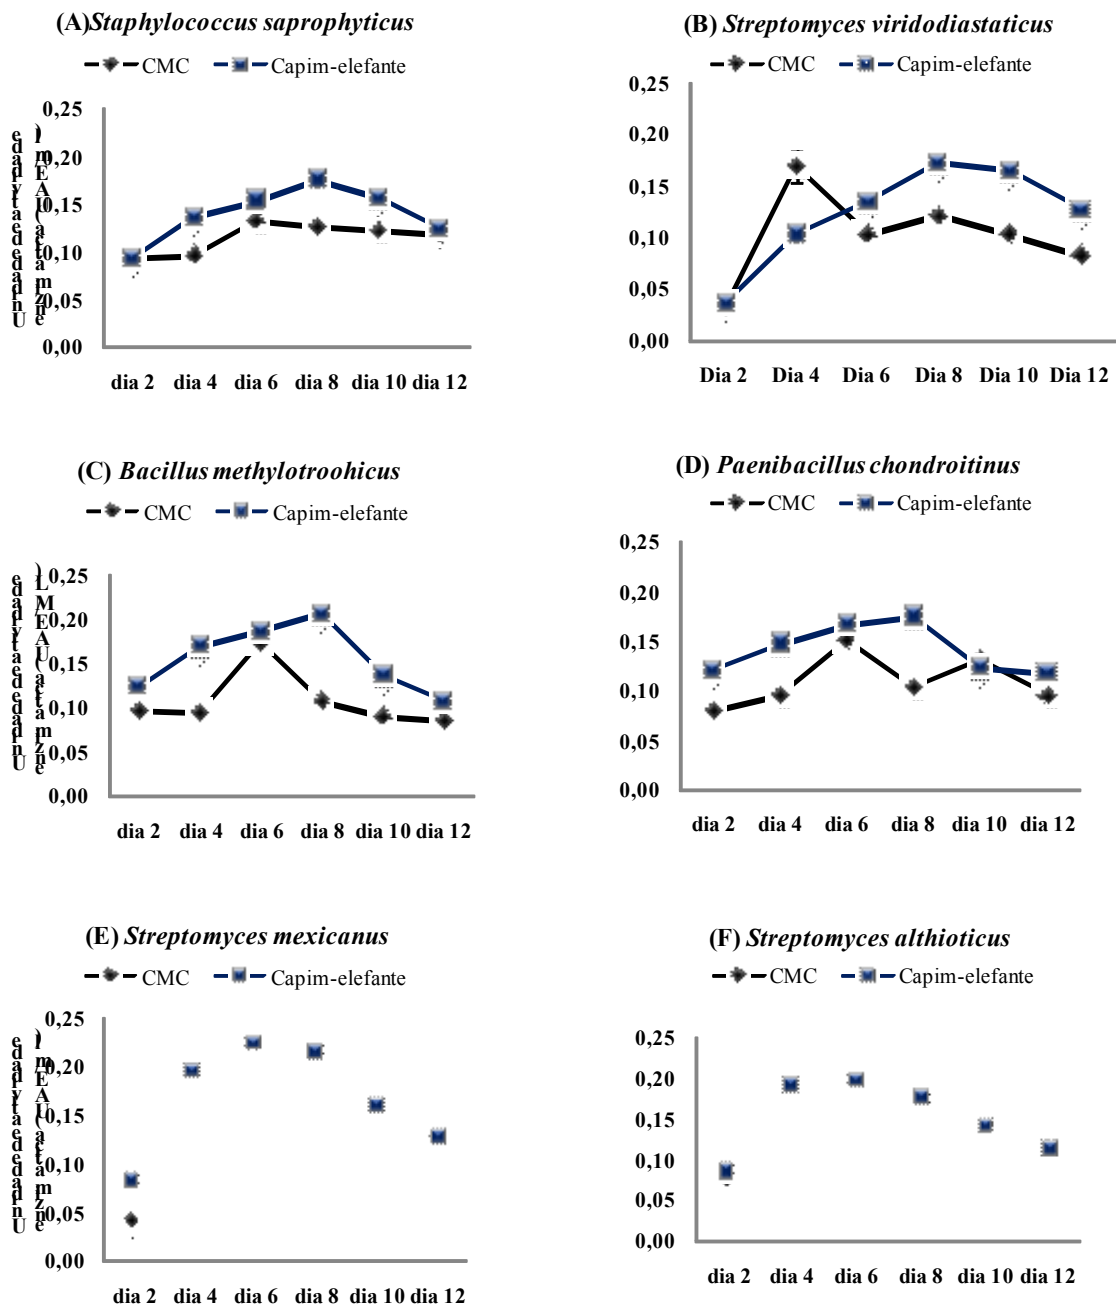 (A)Staphylococcus saprophyticus
CMC Capim-elefante
0,25
0,20
0,15
0,10
0,05
0,00
dia 2 dia 4 dia 6 dia 8 dia 10 dia 12
(B) Streptomyces viridodiastaticus
CMC Capim-elefante
0,25
0,20
0,15
0,10
0,05
0,00
Dia 2 Dia 4 Dia 6 Dia 8 Dia 10 Dia 12
(C) Bacillus methylotroohicus
CMC Capim-elefante
0,25
0,20
0,15
0,10
0,05
0,00
dia 2 dia 4 dia 6 dia 8 dia 10 dia 12
(D) Paenibacillus chondroitinus
CMC Capim-elefante
0,25
0,20
0,15
0,10
0,05
0,00
dia 2 dia 4 dia 6 dia 8 dia 10 dia 12
(E) Streptomyces mexicanus
CMC Capim-elefante
0,25
0,20
0,15
0,10
0,05
0,00
dia 2 dia 4 dia 6 dia 8 dia 10 dia 12
(F) Streptomyces althioticus
CMC Capim-elefante
0,25
0,20
0,15
0,10
0,05
0,00
dia 2 dia 4 dia 6 dia 8 dia 10 dia 12